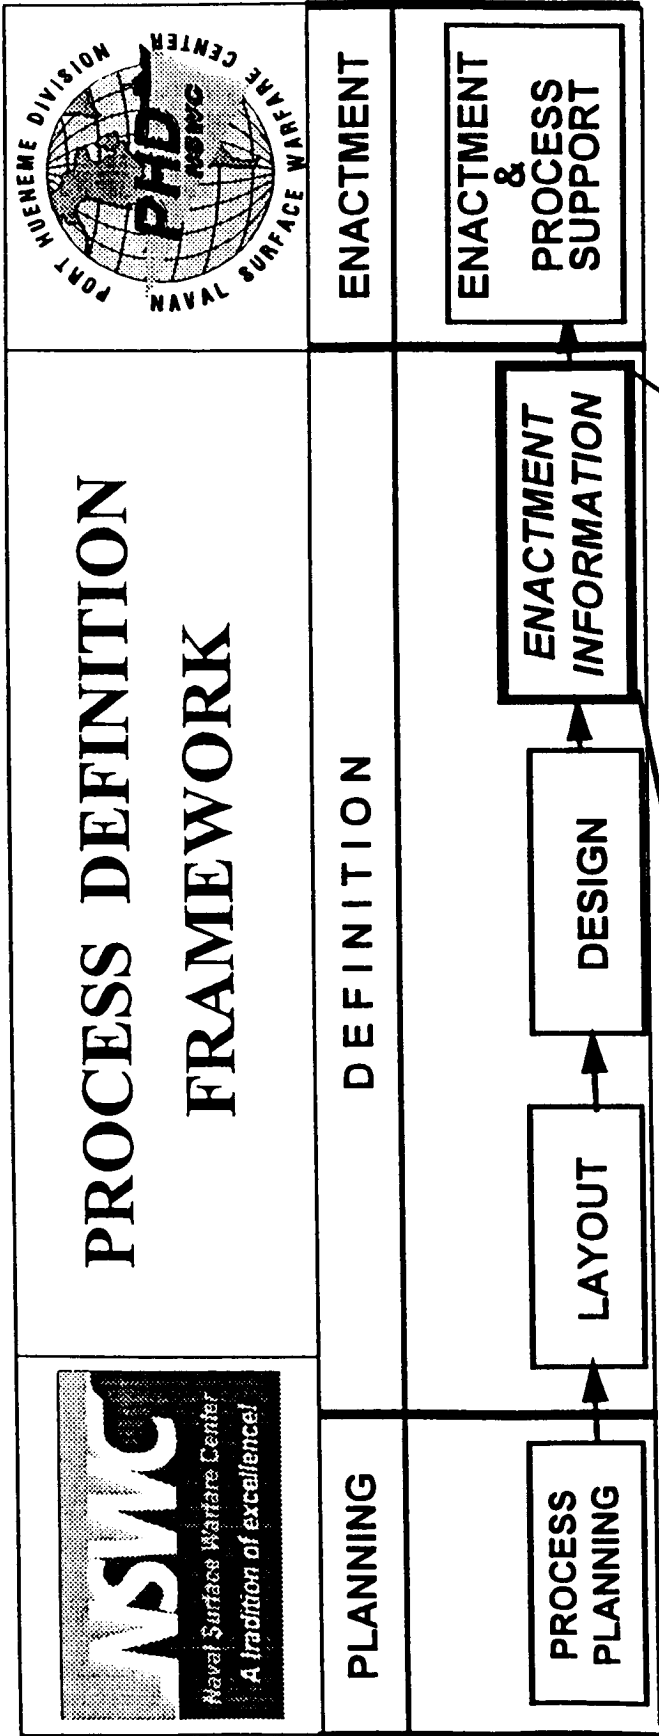 NSWC
Naval Surface Warfare Center
A tradition of excellence!
PROCESS DEFINITION
FRAMEWORK
PORT HUENEME DIVISION
PHD
NSWC
NAVAL SURFACE WARFARE CENTER
PLANNING
DEFINITION
ENACTMENT
PROCESS
PLANNING
LAYOUT
DESIGN
ENACTMENT
INFORMATION
ENACTMENT
&
PROCESS
SUPPORT